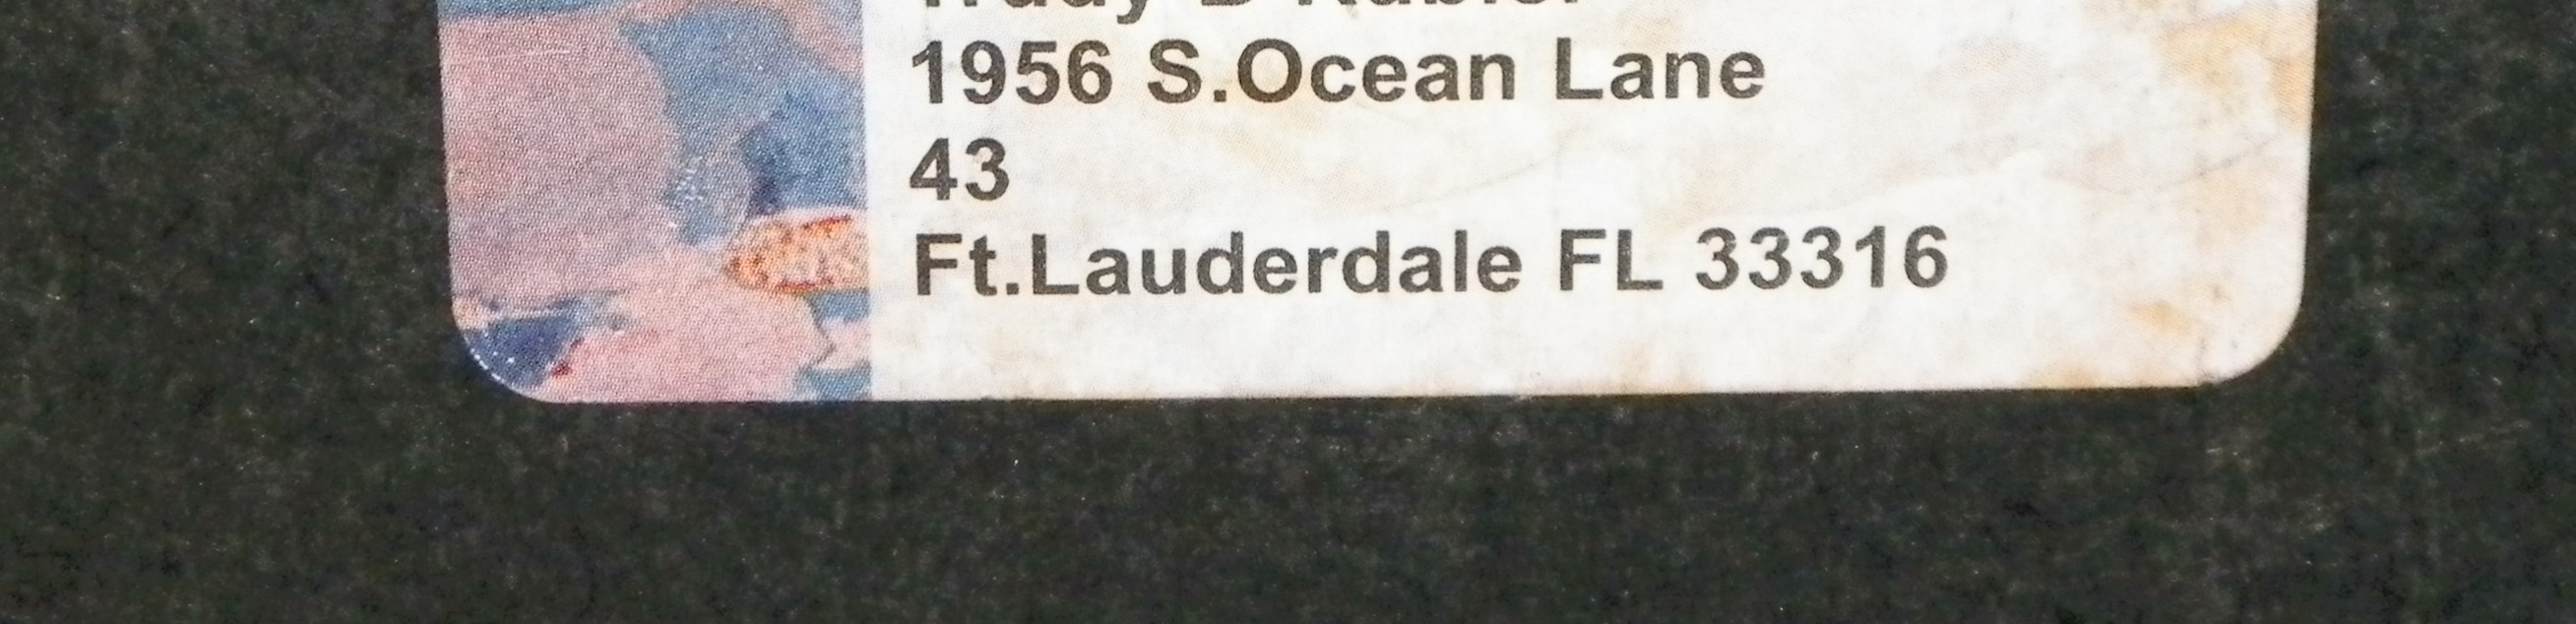 1956 S.Ocean Lane
43
Ft.Lauderdale FL 33316